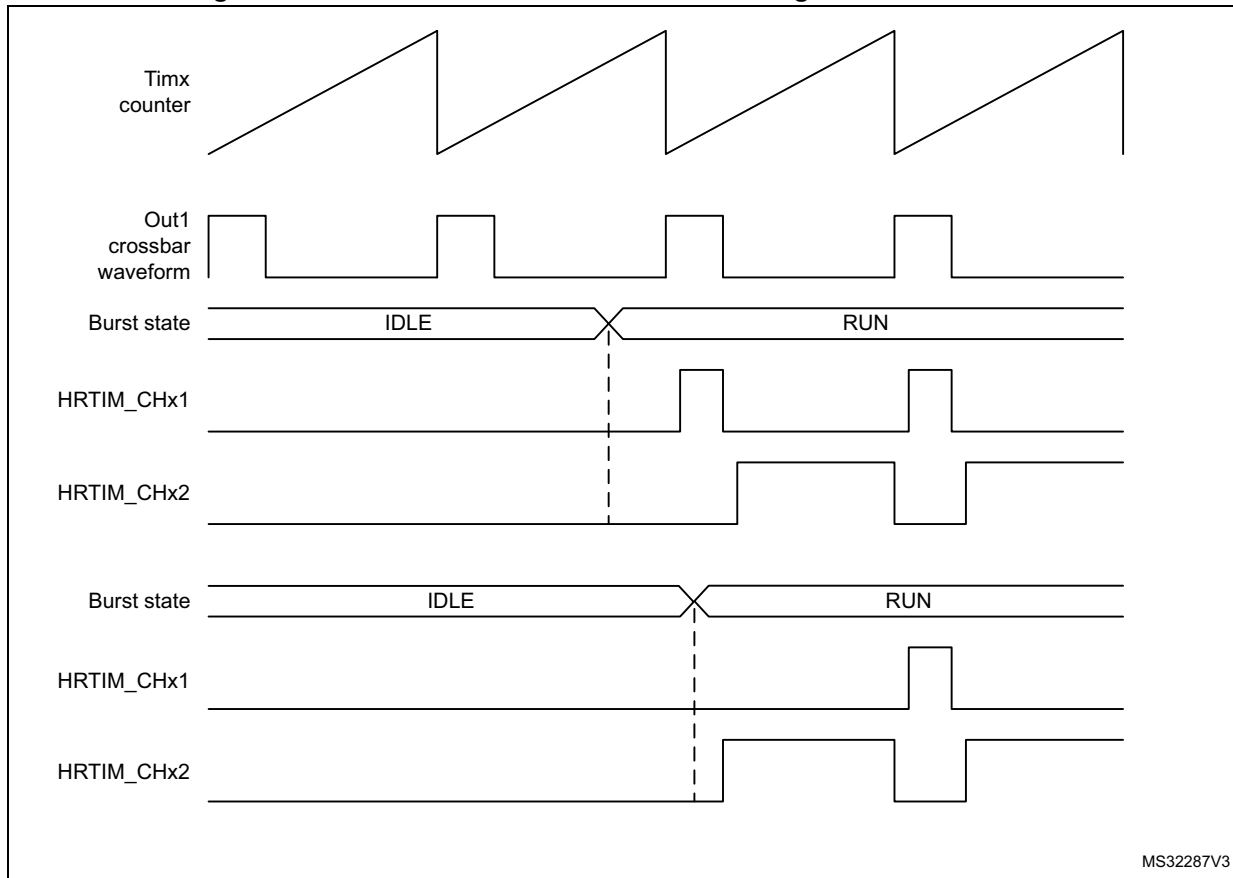 Timx
counter
Out1
crossbar
waveform
Burst state
IDLE
RUN
HRTIM_CHx1
HRTIM_CHx2
Burst state
IDLE
RUN
HRTIM_CHx1
HRTIM_CHx2
MS32287V3